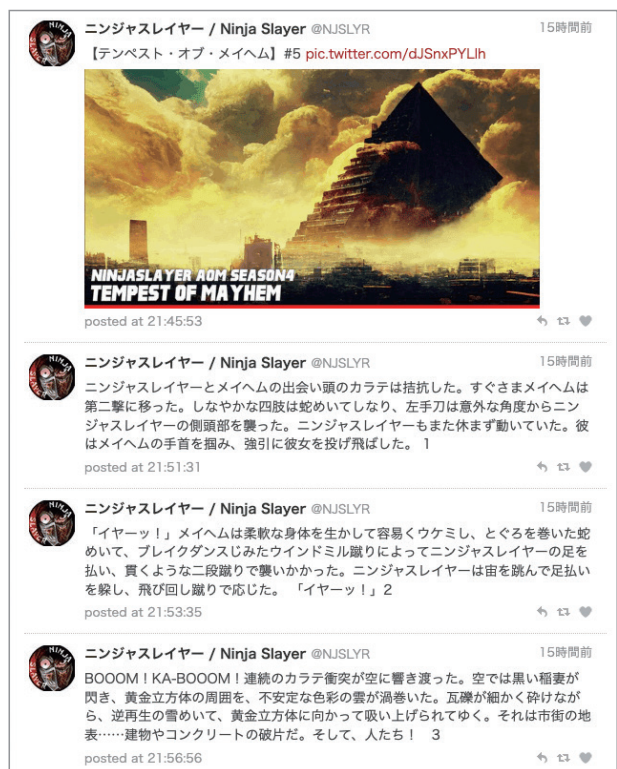 ニンジャスレイヤー / Ninja Slayer @NJSLYR 15時間前
【テンペスト・オブ・メイヘム】#5 pic.twitter.com/dJSnxPYLlh
NINJASLAYER AOM SEASON4
TEMPEST OF MAYHEM
posted at 21:45:53
ニンジャスレイヤー / Ninja Slayer @NJSLYR 15時間前
ニンジャスレイヤーとメイヘムの出会い頭のカラテは拮抗した。すぐさまメイヘムは
第二撃に移った。しなやかな四肢は蛇めいてしなり、左手刀は意外な角度からニン
ジャスレイヤーの側頭部を襲った。ニンジャスレイヤーもまた休まず動いていた。彼
はメイヘムの手首を掴み、強引に彼女を投げ飛ばした。 1
posted at 21:51:31
ニンジャスレイヤー / Ninja Slayer @NJSLYR 15時間前
「イヤーッ！」メイヘムは柔軟な身体を生かして容易くウケミし、とぐろを巻いた蛇
めいて、ブレイクダンスじみたウインドミル蹴りによってニンジャスレイヤーの足を
払い、貫くような二段蹴りで襲いかかった。ニンジャスレイヤーは宙を跳んで足払い
を躱し、飛び回し蹴りで応じた。 「イヤーッ！」2
posted at 21:53:35
ニンジャスレイヤー / Ninja Slayer @NJSLYR 15時間前
BOOOM！KA-BOOOM！連続のカラテ衝突が空に響き渡った。空では黒い稲妻が
閃き、黄金立方体の周囲を、不安定な色彩の雲が渦巻いた。瓦礫が細かく砕けなが
ら、逆再生の雪めいて、黄金立方体に向かって吸い上げられてゆく。それは市街の地
表……建物やコンクリートの破片だ。そして、人たち！　3
posted at 21:56:56